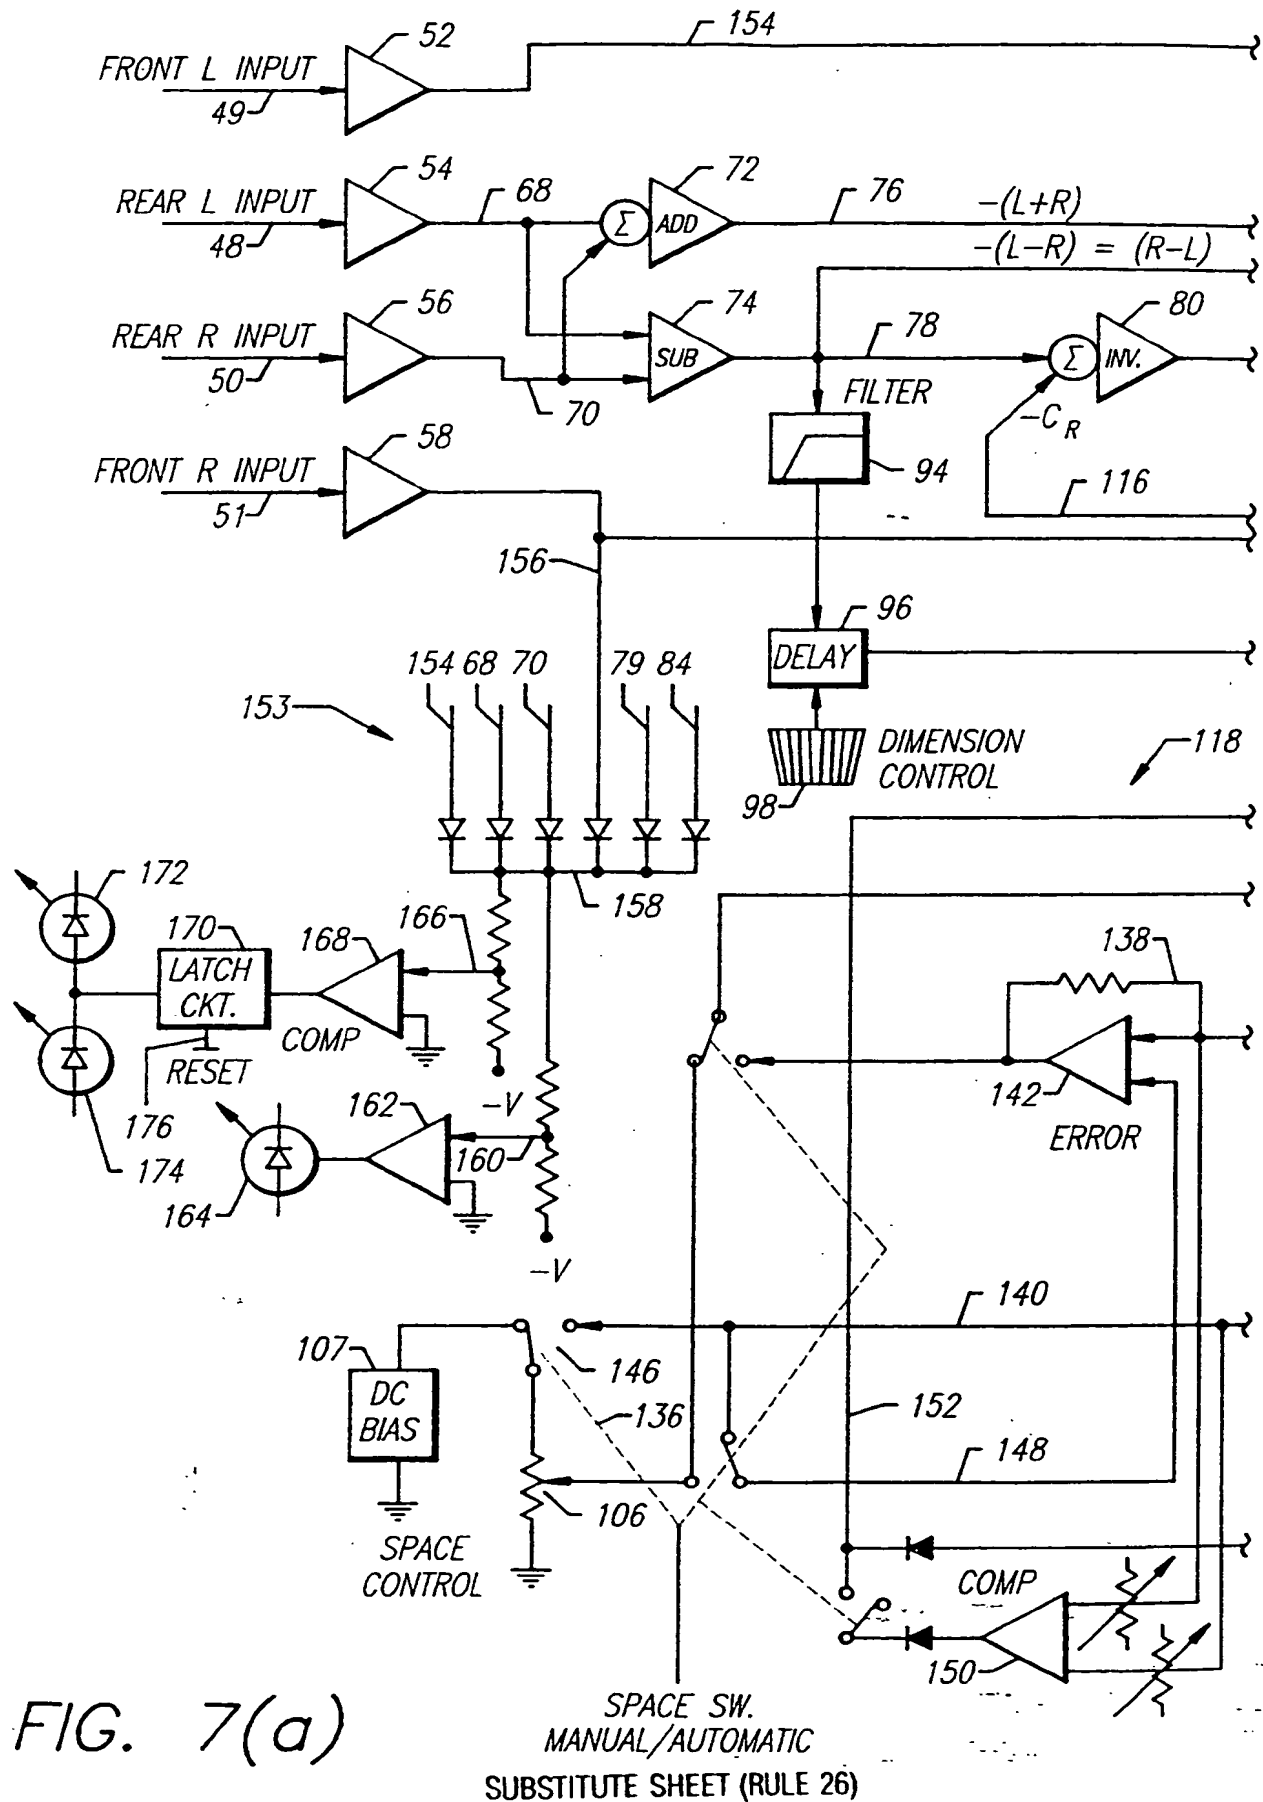 52
154
FRONT L INPUT
49
54
68
72
76
-(L+R)
REAR L INPUT
Σ
ADD
48
-(L-R) = (R-L)
56
74
78
80
REAR R INPUT
SUB
Σ
INV.
50
70
FILTER
-C_R
58
94
FRONT R INPUT
116
51
156
96
DELAY
154 68 70 79 84
153
DIMENSION
CONTROL
118
98
172
158
166
170
168
138
LATCH
CKT.
COMP
RESET
142
176
162
-V
ERROR
160
174
164
-V
140
107
146
DC
BIAS
136
152
148
106
SPACE
CONTROL
COMP
150
SPACE SW.
MANUAL/AUTOMATIC
FIG. 7(a)
SUBSTITUTE SHEET (RULE 26)